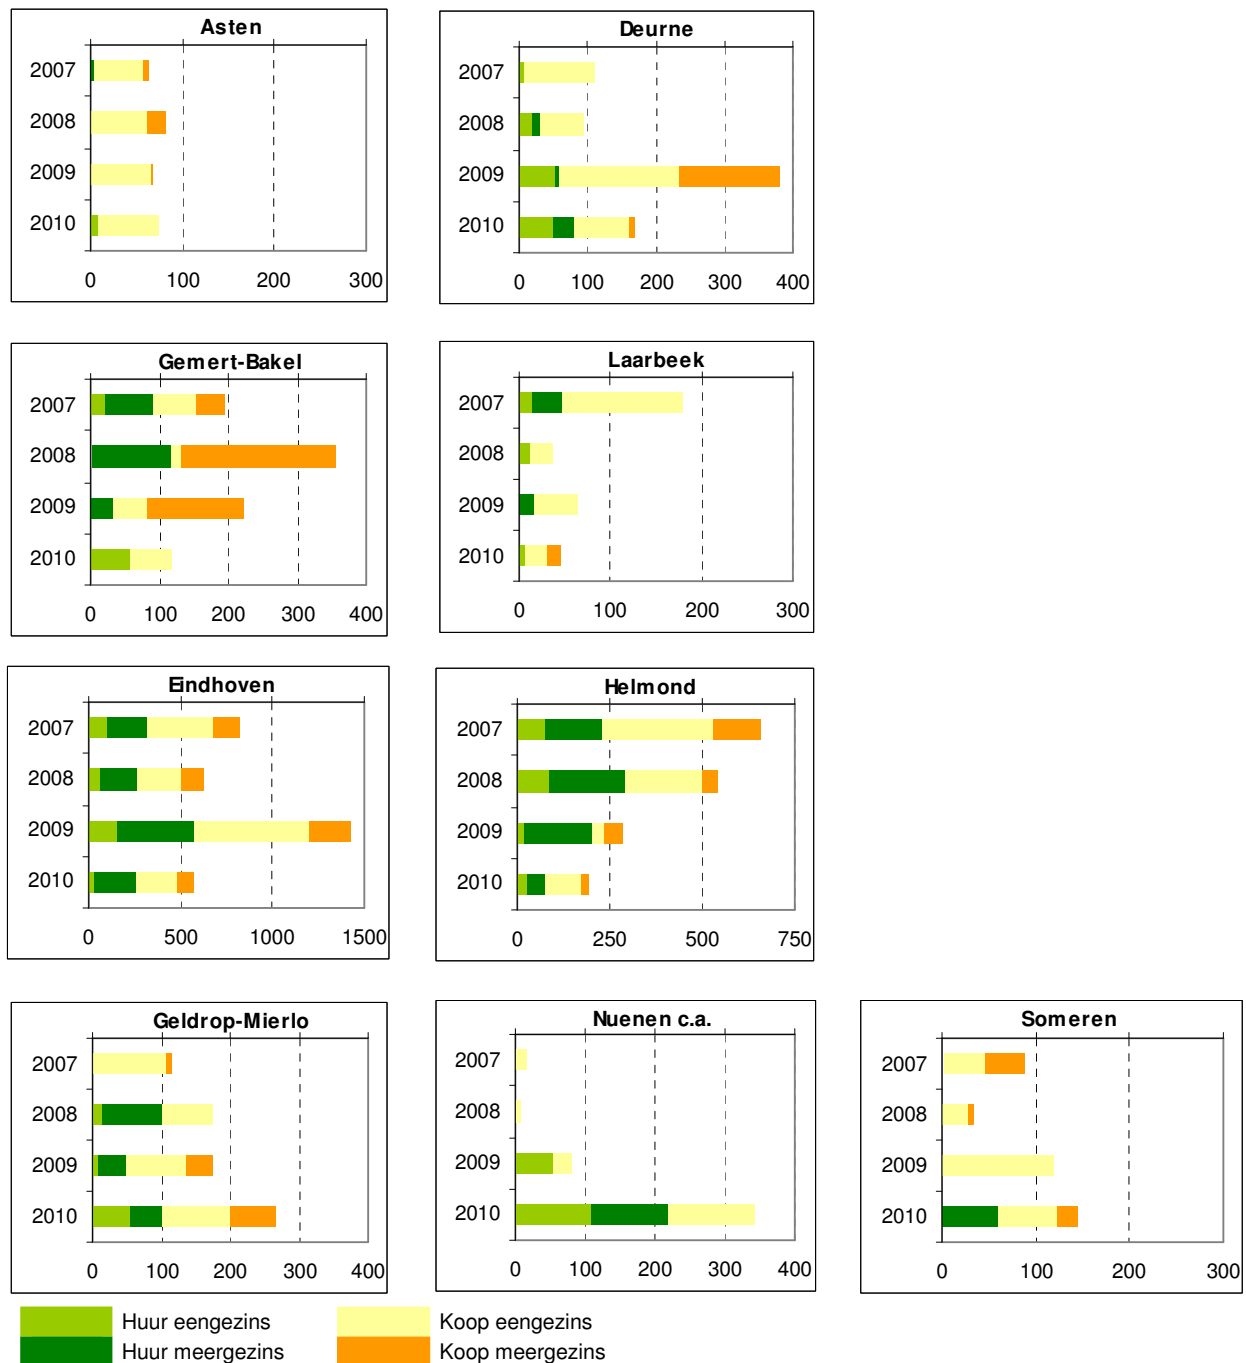 Asten
2007
2008
2009
2010
0 100 200 300
Deurne
2007
2008
2009
2010
0 100 200 300 400
Gemert-Bakel
2007
2008
2009
2010
0 100 200 300 400
Laarbeek
2007
2008
2009
2010
0 100 200 300
Eindhoven
2007
2008
2009
2010
0 500 1000 1500
Helmond
2007
2008
2009
2010
0 250 500 750
Geldrop-Mierlo
2007
2008
2009
2010
0 100 200 300 400
Nuenen c.a.
2007
2008
2009
2010
0 100 200 300 400
Someren
2007
2008
2009
2010
0 100 200 300
Huur eengezins
Huur meergezins
Koop eengezins
Koop meergezins